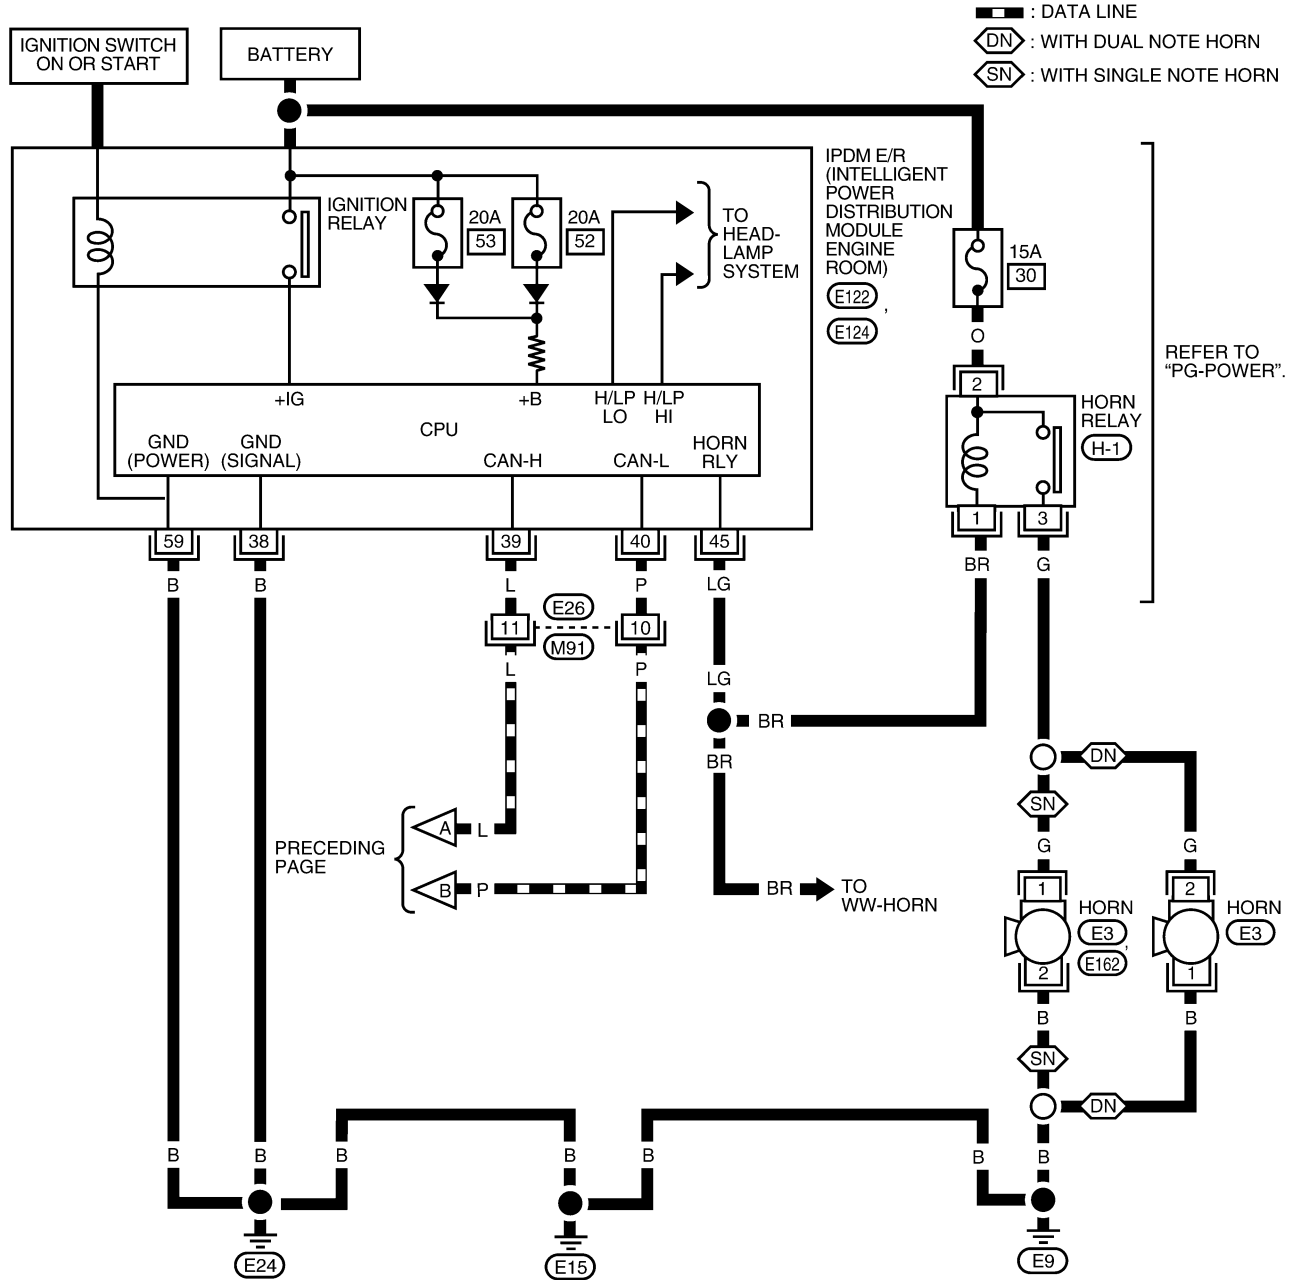 : DATA LINE
DN : WITH DUAL NOTE HORN
SN : WITH SINGLE NOTE HORN
IGNITION SWITCH
ON OR START
BATTERY
IPDM E/R
(INTELLIGENT
POWER
DISTRIBUTION
MODULE
ENGINE
ROOM)
E122 ,
E124
IGNITION
RELAY
20A
53
20A
52
TO
HEAD-
LAMP
SYSTEM
15A
30
O
REFER TO
“PG-POWER”.
2
HORN
RELAY
H-1
1
3
BR
G
+IG
+B
H/LP
LO
H/LP
HI
CPU
GND
(POWER)
GND
(SIGNAL)
CAN-H
CAN-L
HORN
RLY
59
38
39
40
45
B
B
L
P
LG
11
E26
M91
10
L
P
LG
BR
BR
DN
SN
G
G
PRECEDING
PAGE
A
L
B
P
BR
TO
WW-HORN
1
2
HORN
E3 ,
E162
HORN
E3
2
1
B
B
SN
DN
B
B
B
B
B
B
B
E24
E15
E9